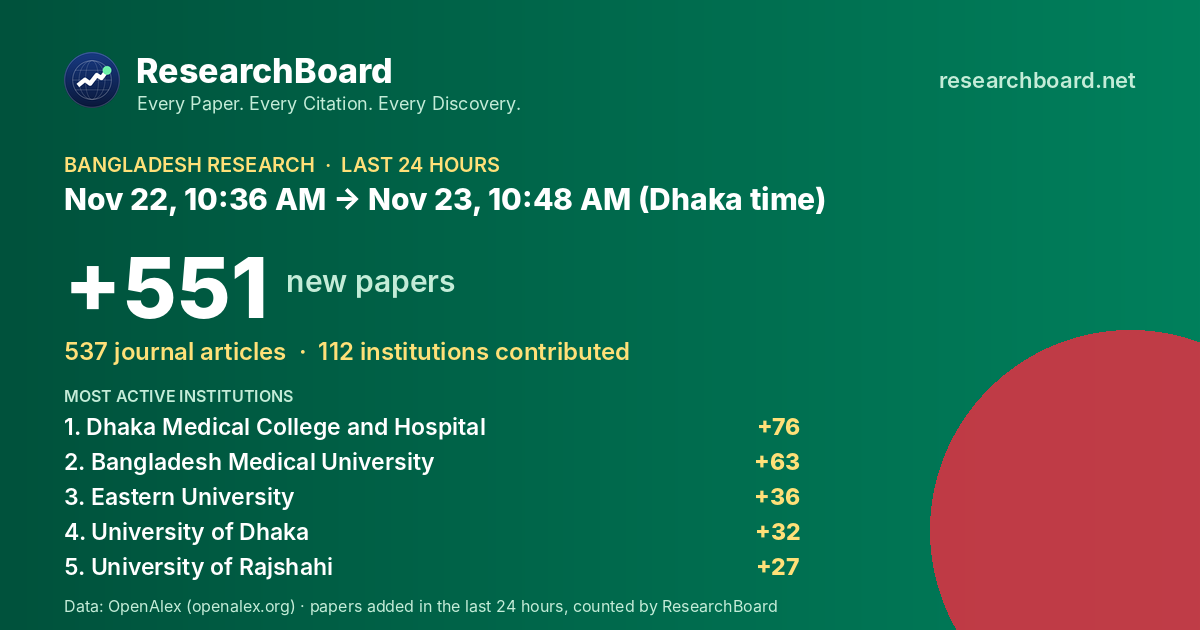 ResearchBoard
Every Paper. Every Citation. Every Discovery.
researchboard.net
BANGLADESH RESEARCH · LAST 24 HOURS
Nov 22, 10:36 AM → Nov 23, 10:48 AM (Dhaka time)
+551 new papers
537 journal articles · 112 institutions contributed
MOST ACTIVE INSTITUTIONS
1. Dhaka Medical College and Hospital +76
2. Bangladesh Medical University +63
3. Eastern University +36
4. University of Dhaka +32
5. University of Rajshahi +27
Data: OpenAlex (openalex.org) · papers added in the last 24 hours, counted by ResearchBoard